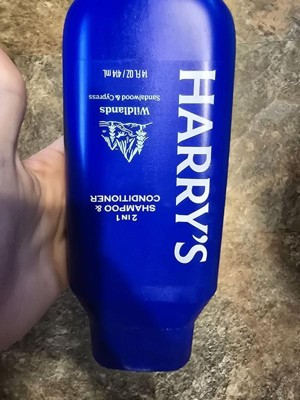 HARRY'S
2 IN 1
SHAMPOO &
CONDITIONER
Wildlands
Sandalwood & Cypress
14 FL OZ / 414 mL